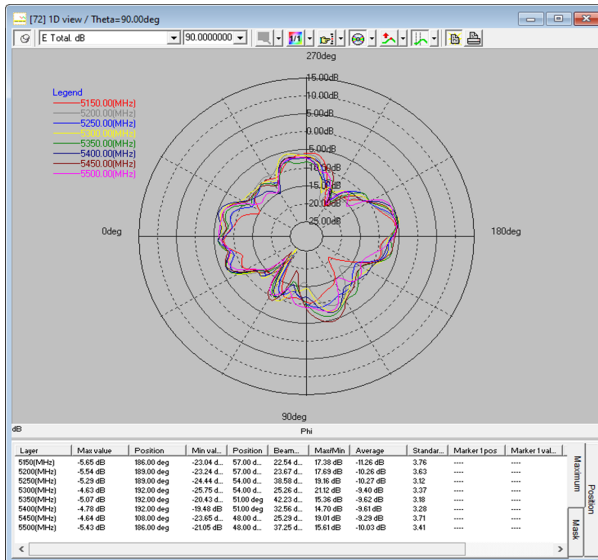 [72] 1D view / Theta=90.00deg
E Total. dB
90.0000000
1/1
270deg
15.00dB
10.00dB
5.00dB
0.00dB
-5.00dB
-10.00dB
-15.00dB
-20.00dB
-25.00dB
Legend
5150.00(MHz)
5200.00(MHz)
5250.00(MHz)
5300.00(MHz)
5350.00(MHz)
5400.00(MHz)
5450.00(MHz)
5500.00(MHz)
0deg
180deg
90deg
dB
Phi
Layer Max value Position Min val... Position Beam... Max/Min Average Standar... Marker 1 pos Marker 1 val...
5150(MHz) -5.65 dB 186.00 deg -23.04 d... 57.00 d... 22.54 d... 17.38 dB -11.26 dB 3.76 ---- ----
5200(MHz) -5.54 dB 189.00 deg -23.24 d... 57.00 d... 23.67 d... 17.69 dB -10.26 dB 3.63 ---- ----
5250(MHz) -5.29 dB 189.00 deg -24.44 d... 54.00 d... 38.58 d... 19.16 dB -10.27 dB 3.12 ---- ----
5300(MHz) -4.63 dB 192.00 deg -25.75 d... 54.00 d... 25.26 d... 21.12 dB -9.40 dB 3.37 ---- ----
5350(MHz) -5.07 dB 192.00 deg -20.43 d... 51.00 deg 42.23 d... 15.36 dB -9.62 dB 3.18 ---- ----
5400(MHz) -4.78 dB 192.00 deg -19.48 dB 51.00 deg 32.56 d... 14.70 dB -9.61 dB 3.28 ---- ----
5450(MHz) -4.64 dB 108.00 deg -23.65 d... 48.00 d... 25.29 d... 19.01 dB -9.29 dB 3.71 ---- ----
5500(MHz) -5.43 dB 186.00 deg -21.05 dB 48.00 d... 37.25 d... 15.61 dB -10.03 dB 3.41 ---- ----
Maximum
Mask
Position